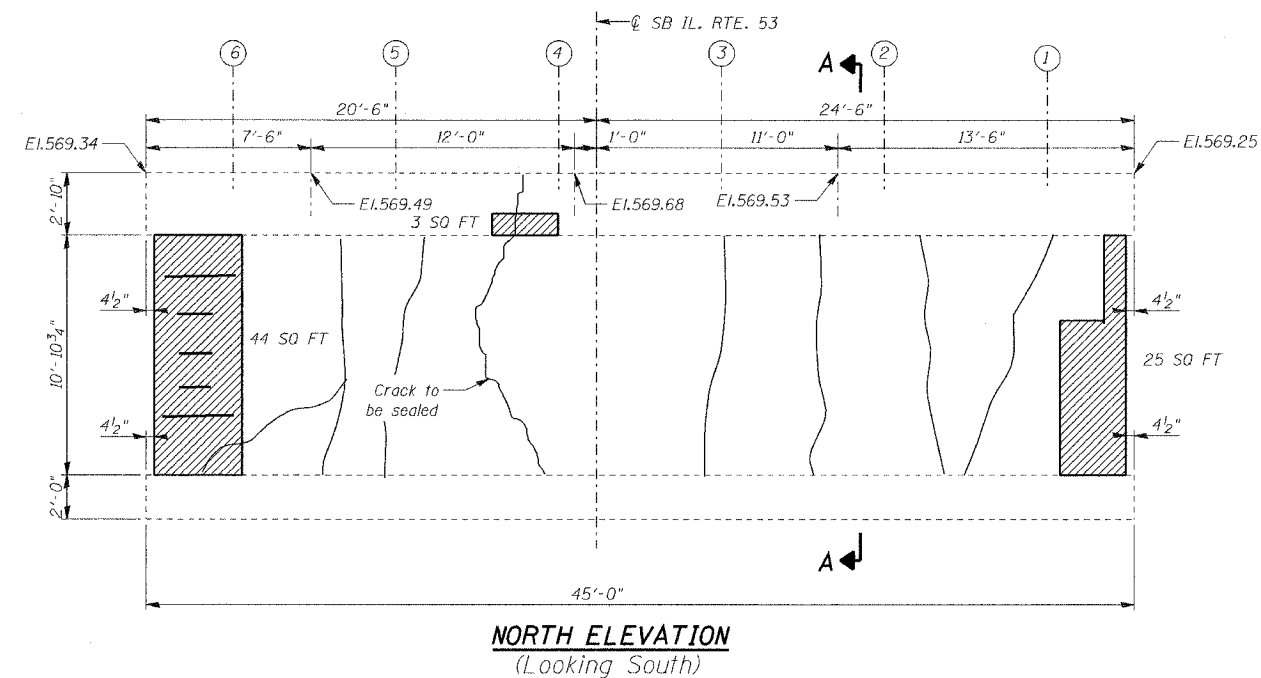 ℄ SB IL. RTE. 53
6
5
4
3
A
2
1
20'-6"
24'-6"
7'-6"
12'-0"
1'-0"
11'-0"
13'-6"
El.569.34
El.569.25
El.569.49
El.569.68
El.569.53
2'-10"
3 SQ FT
4½"
4½"
44 SQ FT
10'-10¾"
25 SQ FT
Crack to
be sealed
4½"
4½"
2'-0"
A
45'-0"
NORTH ELEVATION
(Looking South)